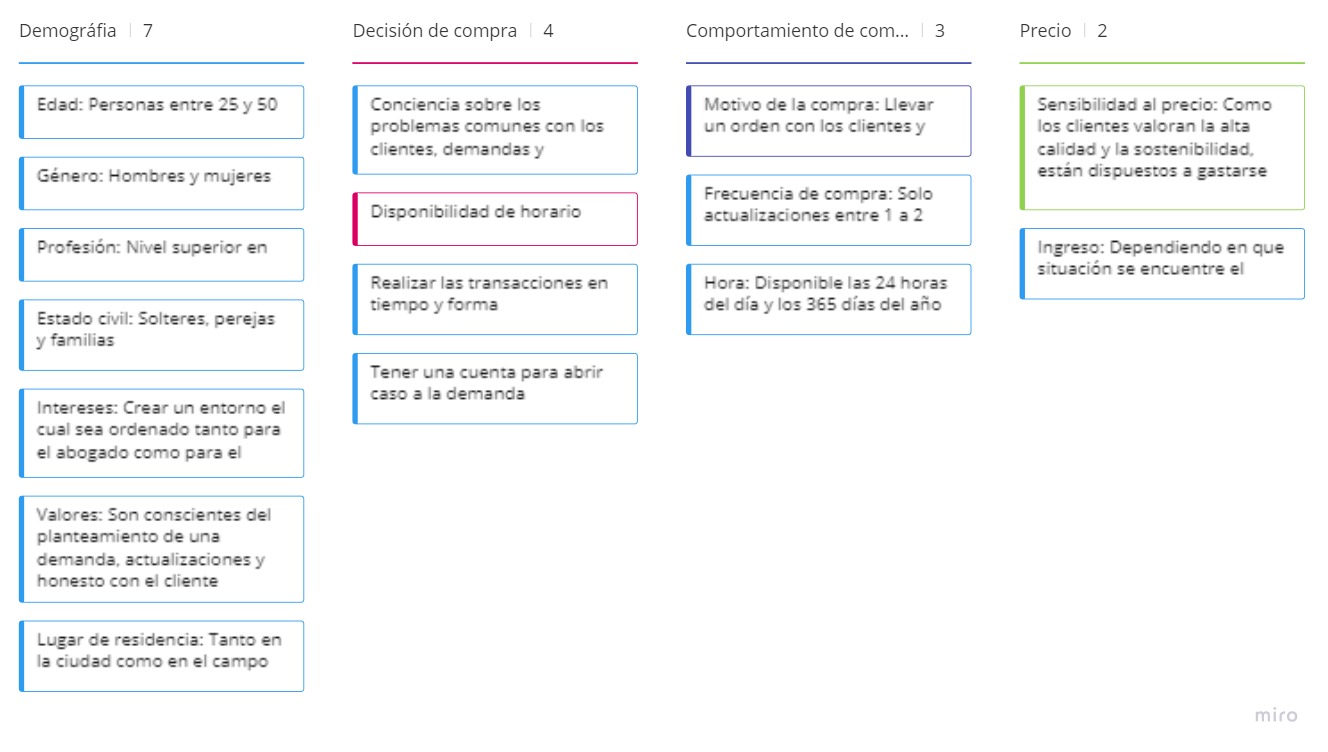 Demográfia | 7
Edad: Personas entre 25 y 50
Género: Hombres y mujeres
Profesión: Nivel superior en
Estado civil: Solteres, perejas
y familias
Intereses: Crear un entorno el
cual sea ordenado tanto para
el abogado como para el
Valores: Son conscientes del
planteamiento de una
demanda, actualizaciones y
honesto con el cliente
Lugar de residencia: Tanto en
la ciudad como en el campo
Decisión de compra | 4
Conciencia sobre los
problemas comunes con los
clientes, demandas y
Disponibilidad de horario
Realizar las transacciones en
tiempo y forma
Tener una cuenta para abrir
caso a la demanda
Comportamiento de com... | 3
Motivo de la compra: Llevar
un orden con los clientes y
Frecuencia de compra: Solo
actualizaciones entre 1 a 2
Hora: Disponible las 24 horas
del día y los 365 días del año
Precio | 2
Sensibilidad al precio: Como
los clientes valoran la alta
calidad y la sostenibilidad,
están dispuestos a gastarse
Ingreso: Dependiendo en que
situación se encuentre el
miro